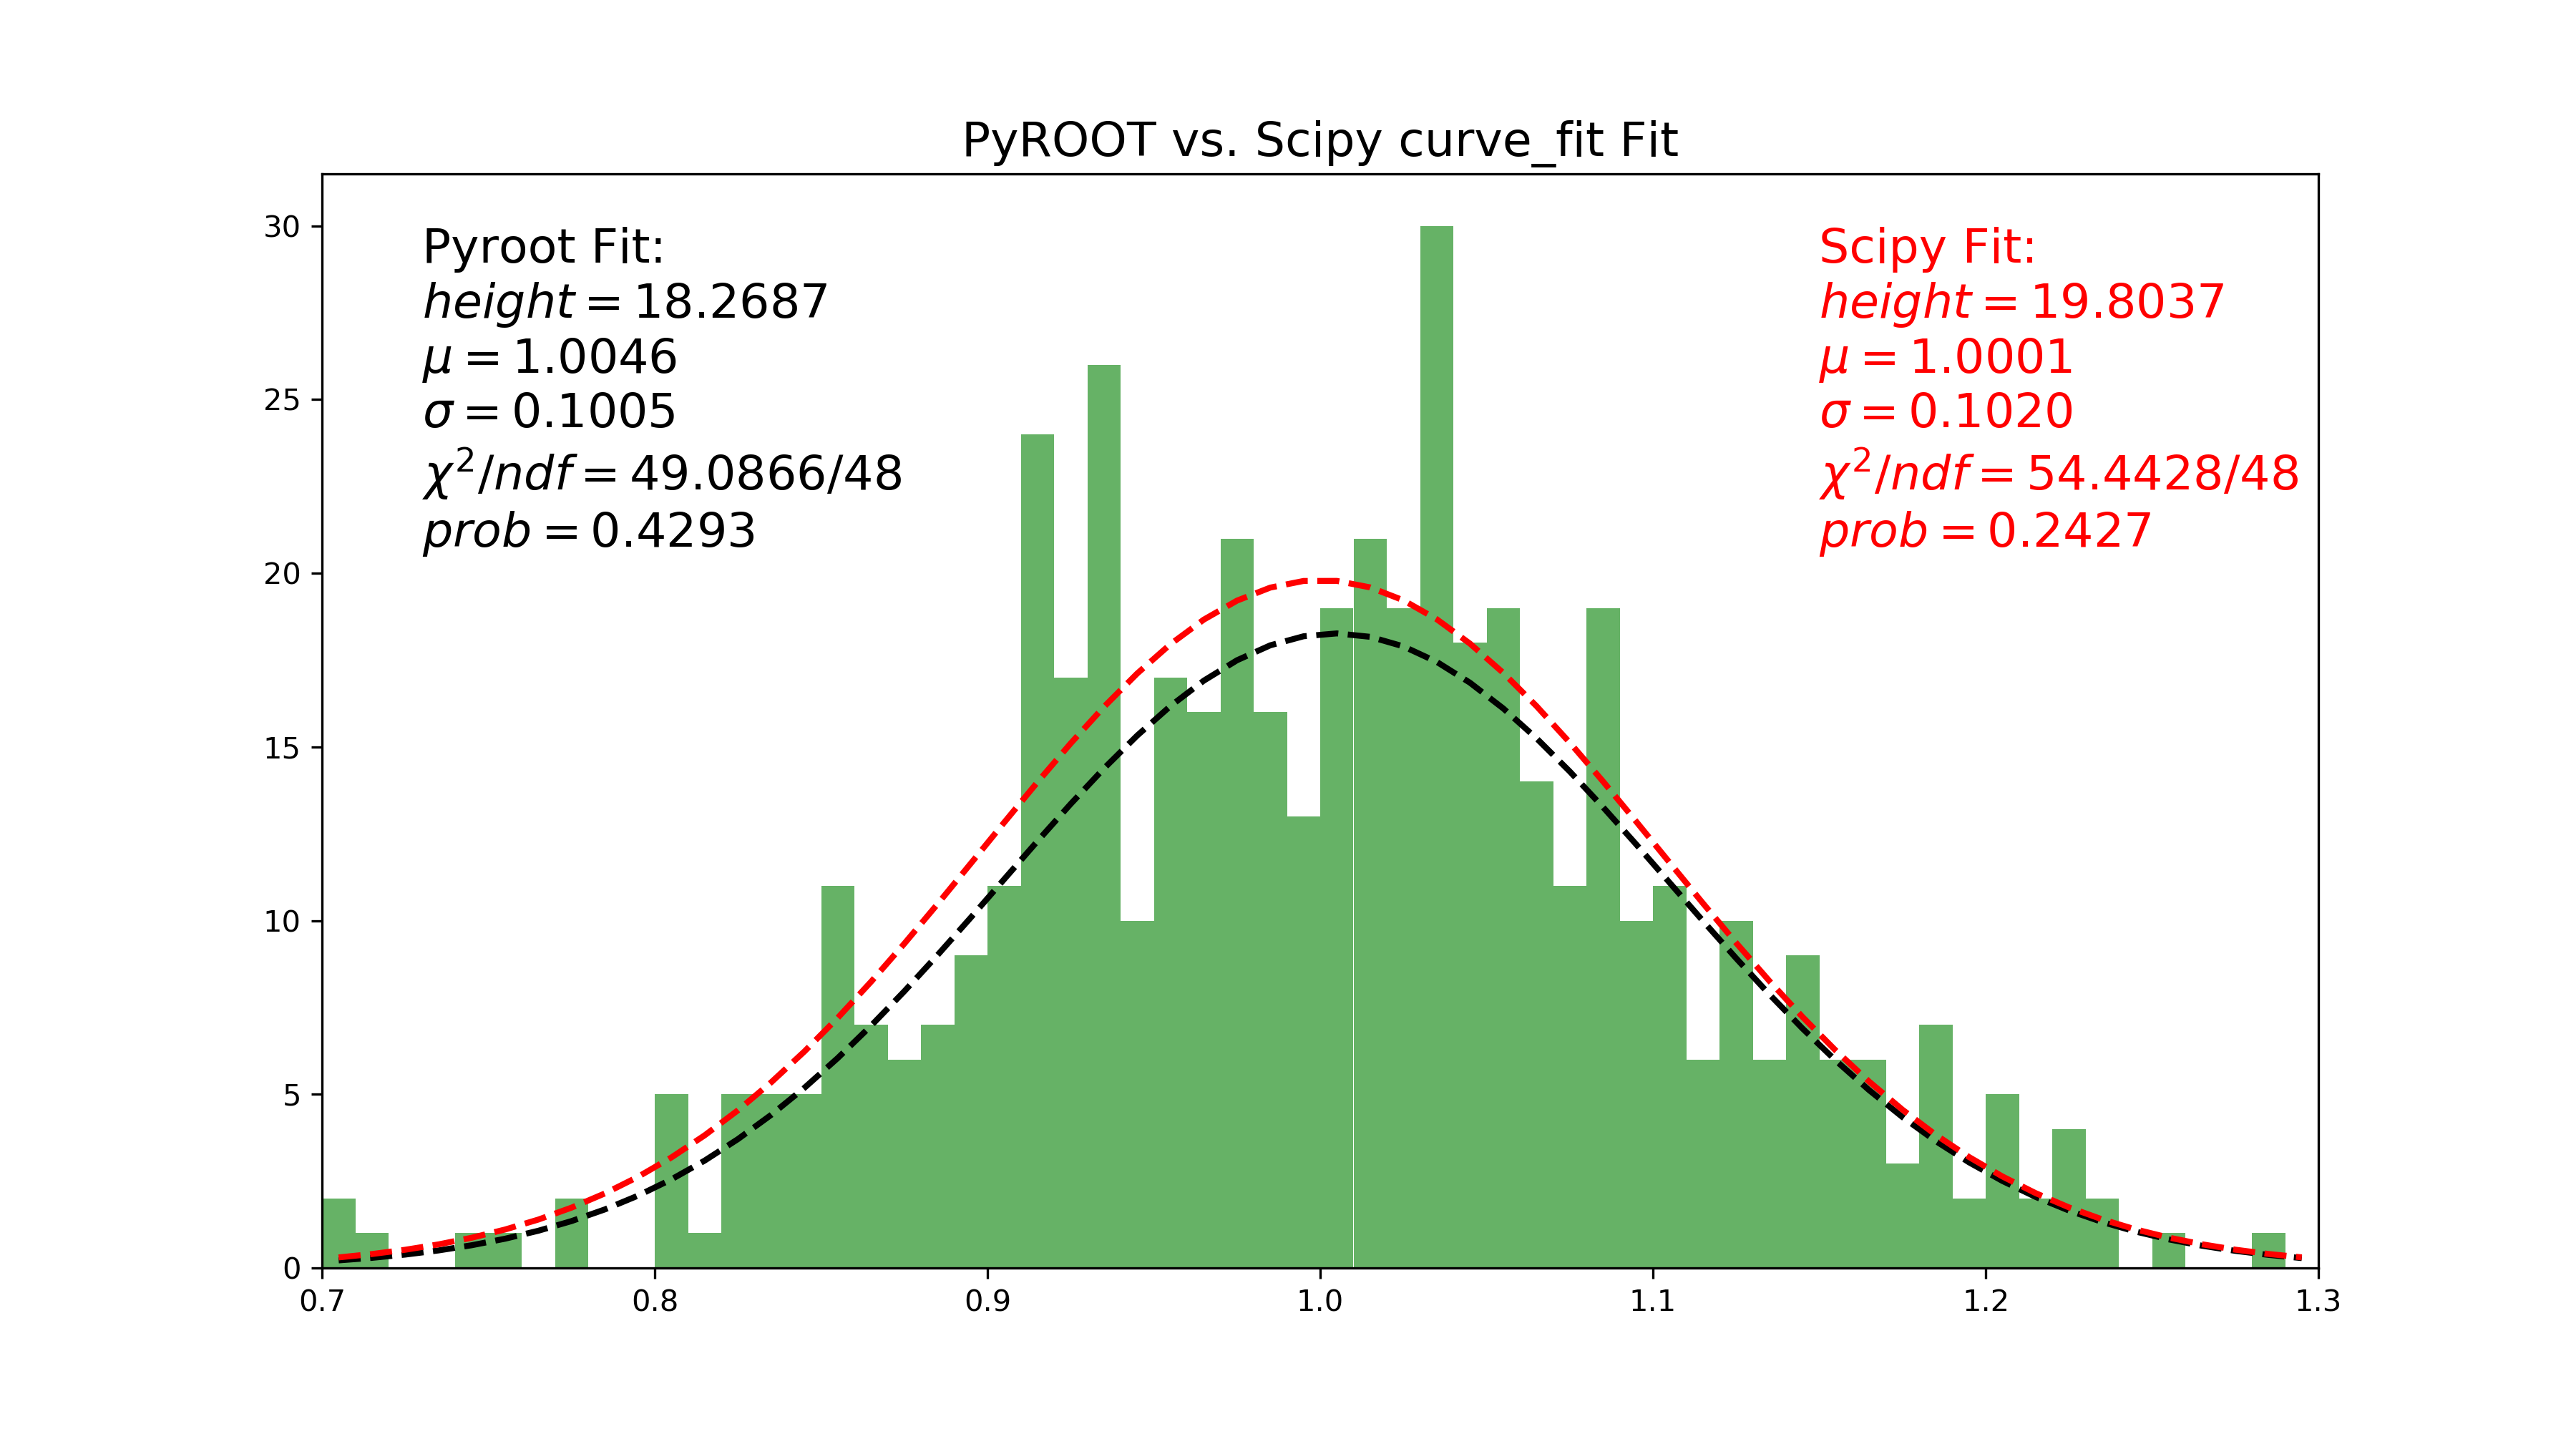 PyROOT vs. Scipy curve_fit Fit
Pyroot Fit:
height = 18.2687
μ = 1.0046
σ = 0.1005
χ²/ndf = 49.0866/48
prob = 0.4293
Scipy Fit:
height = 19.8037
μ = 1.0001
σ = 0.1020
χ²/ndf = 54.4428/48
prob = 0.2427
30
25
20
15
10
5
0
0.7 0.8 0.9 1.0 1.1 1.2 1.3